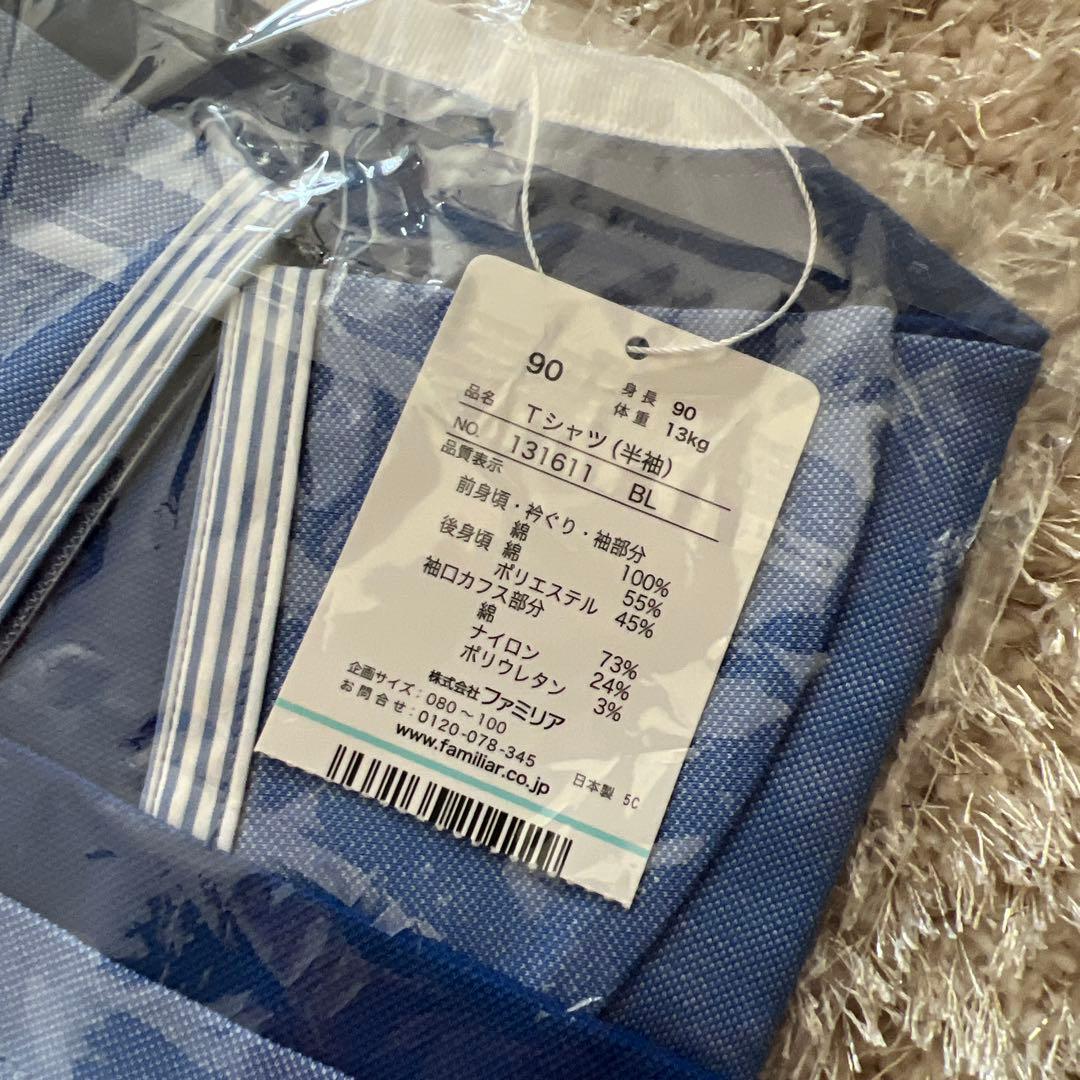 90
身長 90
体重 13kg
品名 Tシャツ(半袖)
NO. 131611 BL
品質表示
前身頃・衿ぐり・袖部分
綿 100%
後身頃 綿 55%
ポリエステル 45%
袖口カフス部分
綿 73%
ナイロン 24%
ポリウレタン 3%
株式会社ファミリア
企画サイズ:080～100
お問合せ:0120-078-345
www.familiar.co.jp
日本製 5C